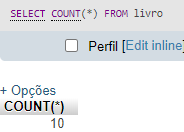 SELECT COUNT(*) FROM livro
Perfil [Edit inline]
+ Opções
COUNT(*)
10